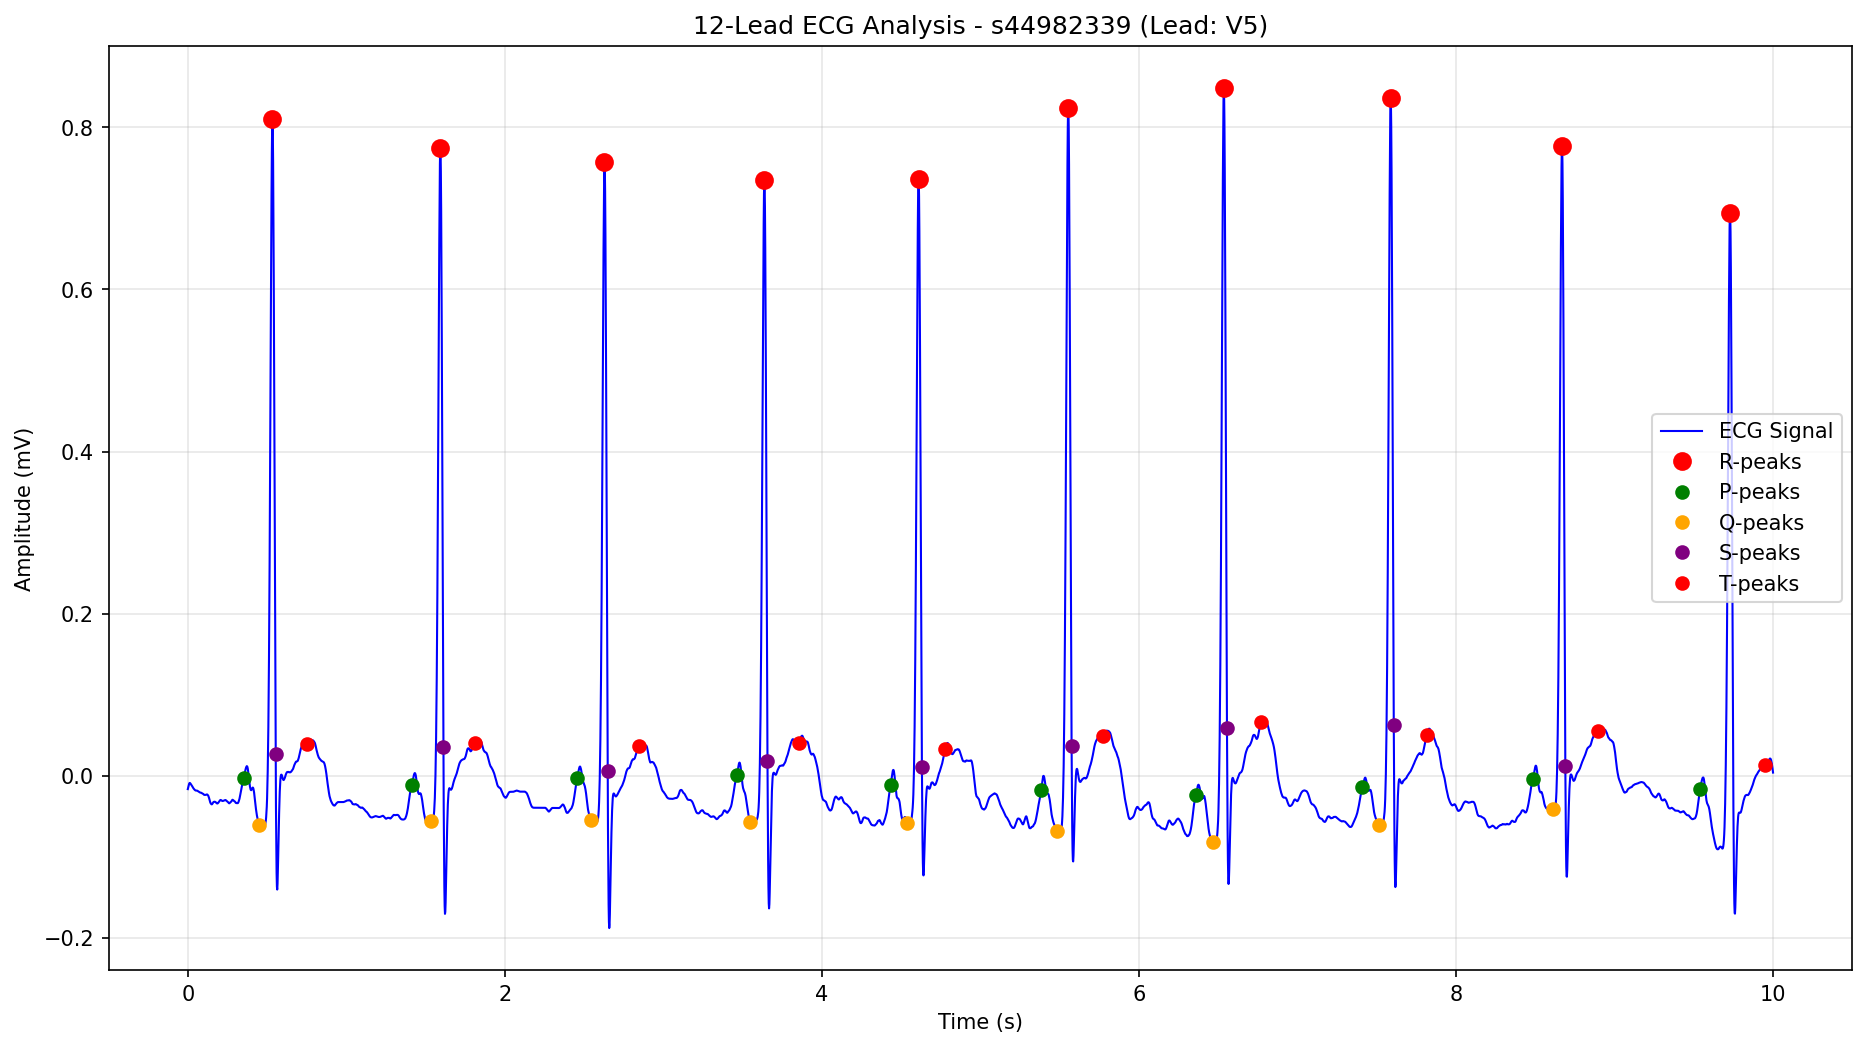 12-Lead ECG Analysis - s44982339 (Lead: V5)
Amplitude (mV)
0.8
0.6
0.4
0.2
0.0
−0.2
ECG Signal
R-peaks
P-peaks
Q-peaks
S-peaks
T-peaks
0 2 4 6 8 10
Time (s)